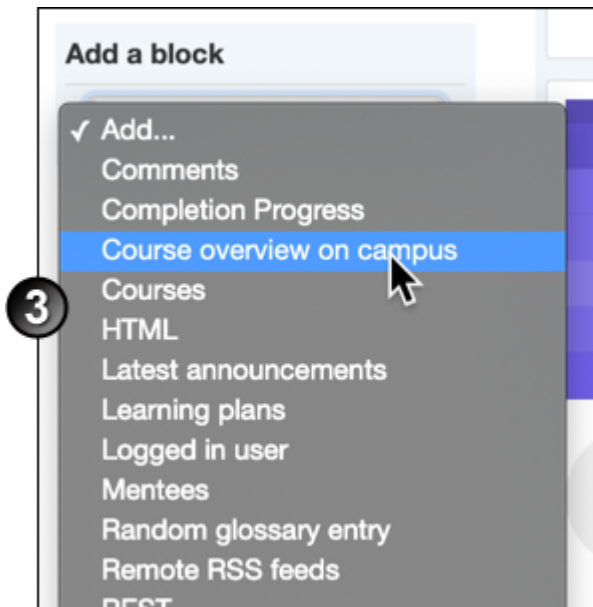 Add a block
✓ Add...
Comments
Completion Progress
Course overview on campus
Courses
3
HTML
Latest announcements
Learning plans
Logged in user
Mentees
Random glossary entry
Remote RSS feeds